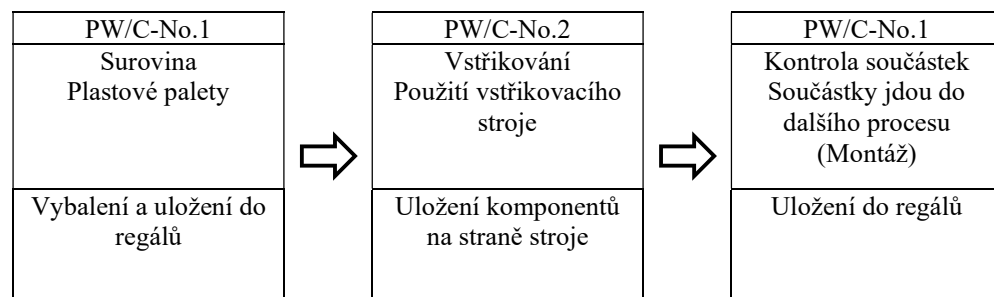 PW/C-No.1
Surovina
Plastové palety
Vybalení a uložení do
regálů
PW/C-No.2
Vstřikování
Použití vstřikovacího
stroje
Uložení komponentů
na straně stroje
PW/C-No.1
Kontrola součástek
Součástky jdou do
dalšího procesu
(Montáž)
Uložení do regálů